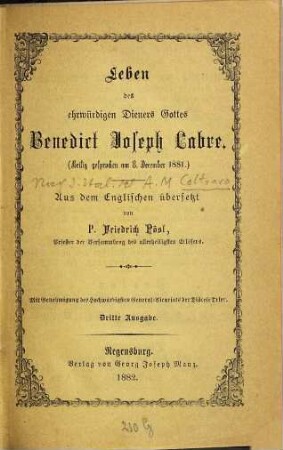 Leben
des
ehrwürdigen Dieners Gottes
Benedict Joseph Labre.
(Heilig gesprochen am 8. December 1881.)
A. M. Coltraro
Aus dem Englischen übersetzt
von
P. Friedrich Pösl,
Priester der Versammlung des allerheiligsten Erlösers.
Mit Genehmigung des Hochwürdigsten General-Vicariats der Diöcese Trier.
Dritte Ausgabe.
Regensburg.
Verlag von Georg Joseph Manz.
1882.